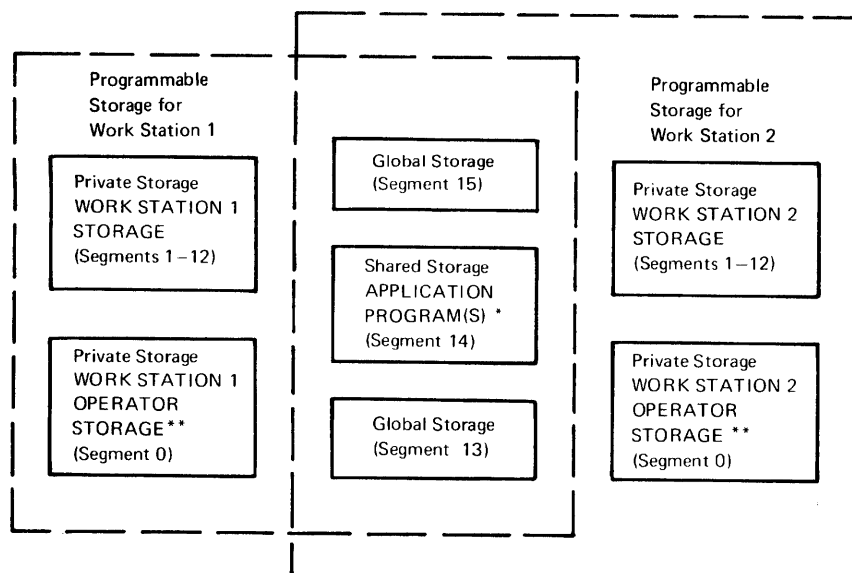 Programmable
Storage for
Work Station 1
Private Storage
WORK STATION 1
STORAGE
(Segments 1–12)
Private Storage
WORK STATION 1
OPERATOR
STORAGE**
(Segment 0)
Global Storage
(Segment 15)
Shared Storage
APPLICATION
PROGRAM(S) *
(Segment 14)
Global Storage
(Segment 13)
Programmable
Storage for
Work Station 2
Private Storage
WORK STATION 2
STORAGE
(Segments 1–12)
Private Storage
WORK STATION 2
OPERATOR
STORAGE **
(Segment 0)